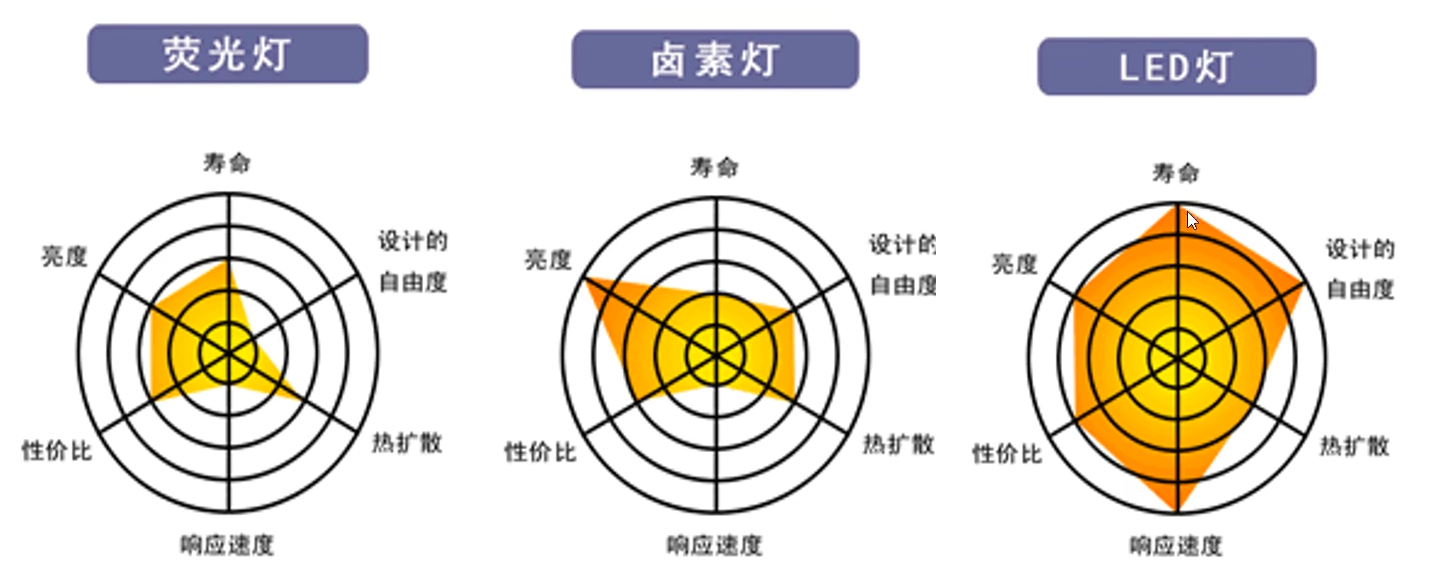 荧光灯
卤素灯
LED灯
寿命
设计的
自由度
热扩散
响应速度
性价比
亮度
寿命
设计的
自由度
热扩散
响应速度
性价比
亮度
寿命
设计的
自由度
热扩散
响应速度
性价比
亮度